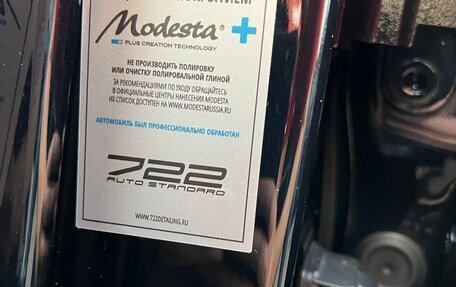 Modesta +
PLUS CREATION TECHNOLOGY
НЕ ПРОИЗВОДИТЬ ПОЛИРОВКУ
ИЛИ ОЧИСТКУ ПОЛИРОВАЛЬНОЙ ГЛИНОЙ
ЗА РЕКОМЕНДАЦИЯМИ ПО УХОДУ ОБРАЩАЙТЕСЬ
В ОФИЦИАЛЬНЫЕ ЦЕНТРЫ НАНЕСЕНИЯ MODESTA
ИХ СПИСОК ДОСТУПЕН НА WWW.MODESTARUSSIA.RU
АВТОМОБИЛЬ БЫЛ ПРОФЕССИОНАЛЬНО ОБРАБОТАН
722
AUTO STANDARD
WWW.722DETAILING.RU